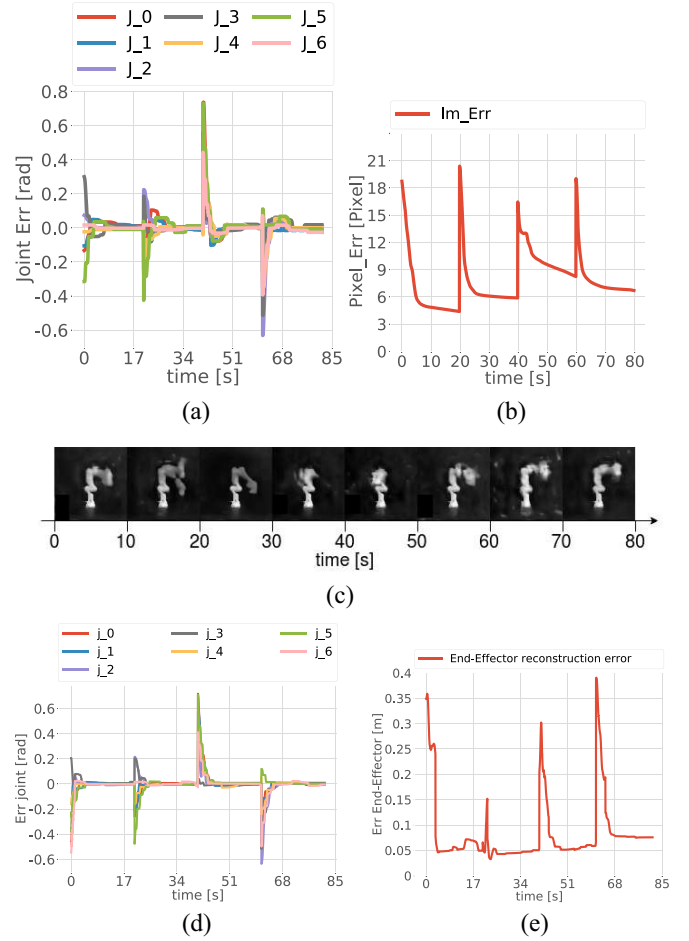 J_0 J_3 J_5
J_1 J_4 J_6
J_2
0.8
0.6
0.4
0.2
0.0
-0.2
-0.4
-0.6
Joint Err [rad]
0 17 34 51 68 85
time [s]
(a)
Im_Err
21
18
15
12
9
6
3
0
Pixel_Err [Pixel]
0 10 20 30 40 50 60 70 80
time [s]
(b)
0 10 20 30 40 50 60 70 80
time [s]
(c)
j_0 j_3 j_5
j_1 j_4 j_6
j_2
0.6
0.4
0.2
0.0
-0.2
-0.4
-0.6
Err joint [rad]
0 17 34 51 68 85
time [s]
(d)
End-Effector reconstruction error
0.4
0.35
0.3
0.25
0.2
0.15
0.1
0.05
0
Err End-Effector [m]
0 17 34 51 68 85
time [s]
(e)